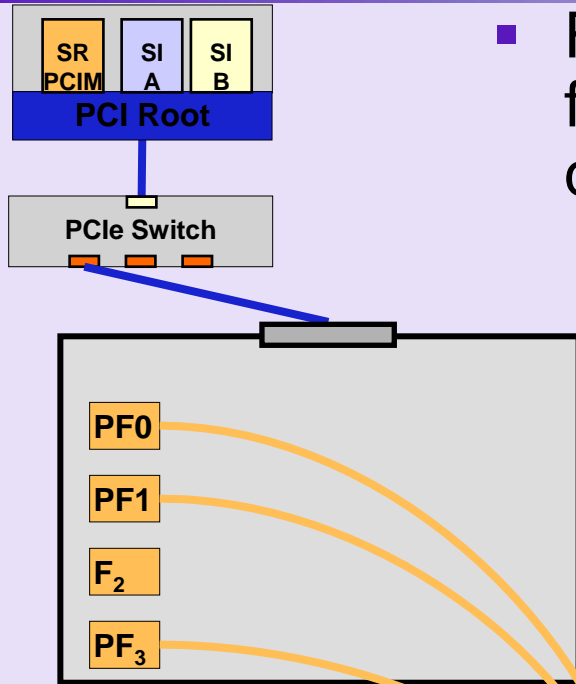 SR
PCIM
SI
A
SI
B
PCI Root
PCIe Switch
PF0
PF1
F₂
PF₃